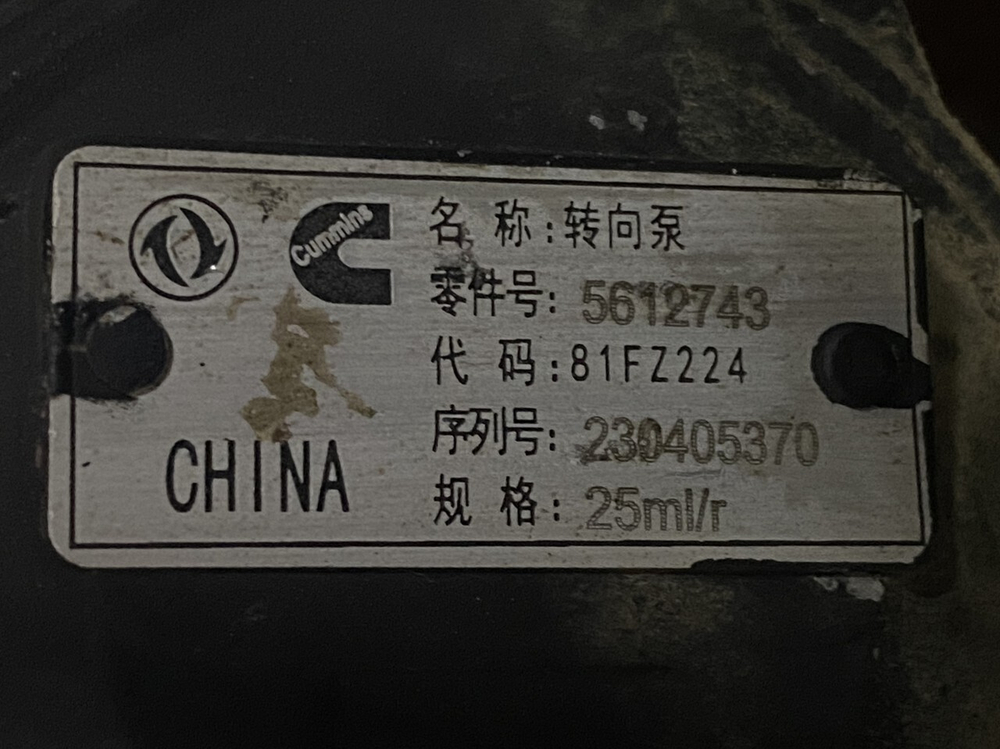 Cummins
名 称:转向泵
零件号: 5612743
代 码:81FZ224
序列号: 230405370
规 格: 25ml/r
CHINA